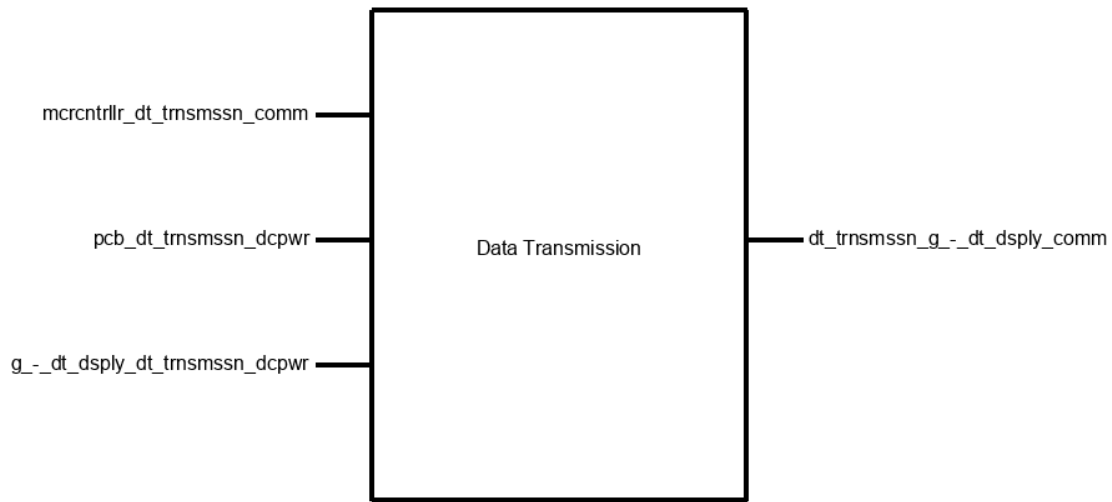 mcrcntrllr_dt_trnsmssn_comm
pcb_dt_trnsmssn_dcpwr
Data Transmission
dt_trnsmssn_g_-_dt_dsply_comm
g_-_dt_dsply_dt_trnsmssn_dcpwr